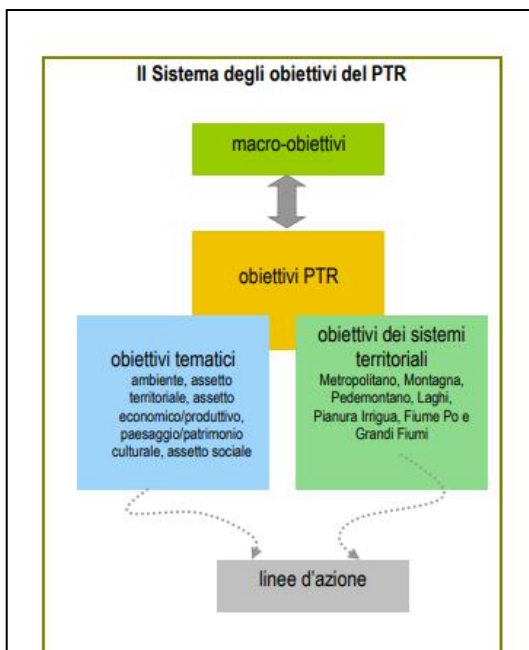 Il Sistema degli obiettivi del PTR
macro-obiettivi
obiettivi PTR
obiettivi tematici
ambiente, assetto
territoriale, assetto
economico/produttivo,
paesaggio/patrimonio
culturale, assetto sociale
obiettivi dei sistemi
territoriali
Metropolitano, Montagna,
Pedemontano, Laghi,
Pianura Irrigua, Fiume Po e
Grandi Fiumi
linee d'azione